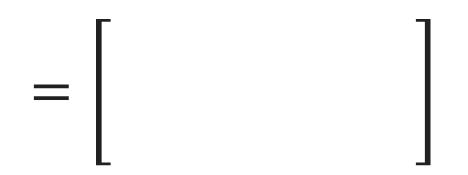 = [ ]